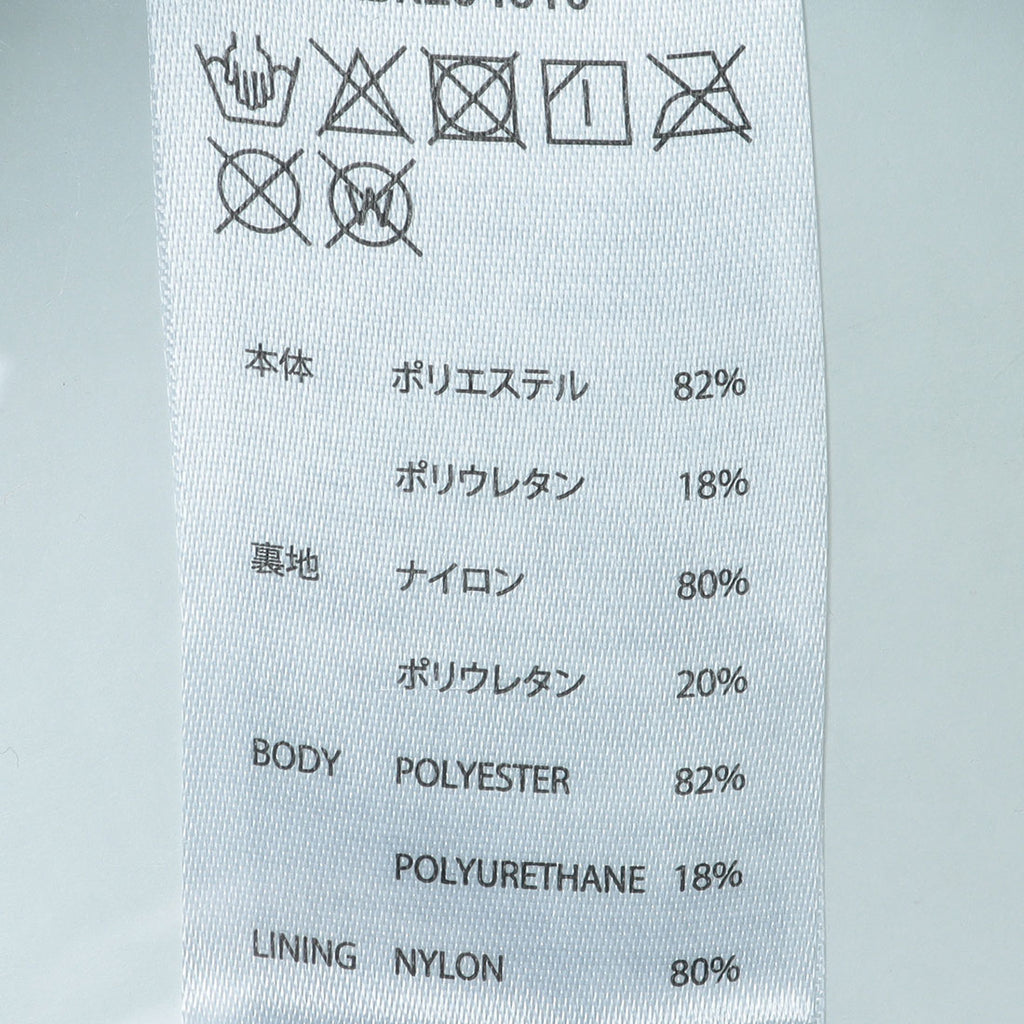 W
本体 ポリエステル 82%
ポリウレタン 18%
裏地 ナイロン 80%
ポリウレタン 20%
BODY POLYESTER 82%
POLYURETHANE 18%
LINING NYLON 80%